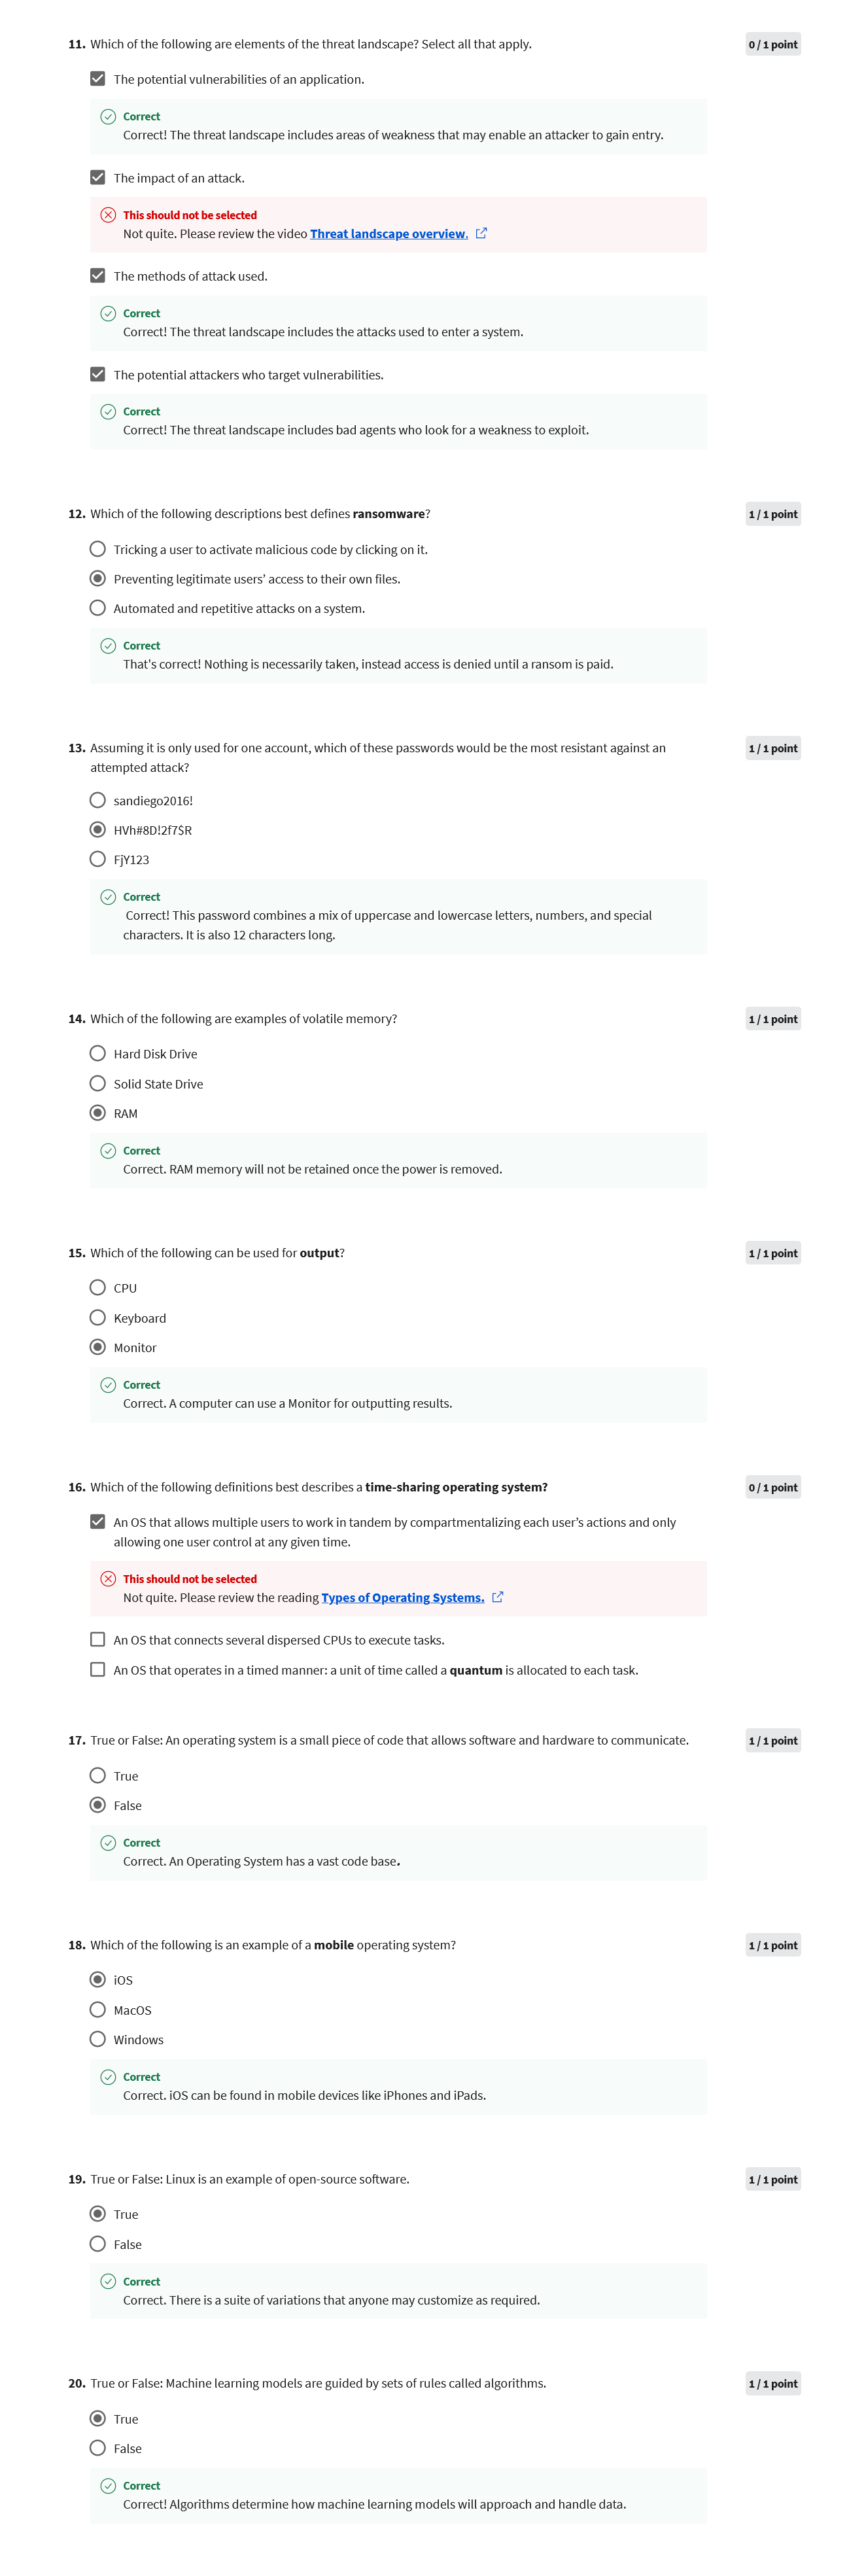 11. Which of the following are elements of the threat landscape? Select all that apply.
0 / 1 point
The potential vulnerabilities of an application.
Correct
Correct! The threat landscape includes areas of weakness that may enable an attacker to gain entry.
The impact of an attack.
This should not be selected
Not quite. Please review the video Threat landscape overview.
The methods of attack used.
Correct
Correct! The threat landscape includes the attacks used to enter a system.
The potential attackers who target vulnerabilities.
Correct
Correct! The threat landscape includes bad agents who look for a weakness to exploit.
12. Which of the following descriptions best defines ransomware?
1 / 1 point
Tricking a user to activate malicious code by clicking on it.
Preventing legitimate users’ access to their own files.
Automated and repetitive attacks on a system.
Correct
That's correct! Nothing is necessarily taken, instead access is denied until a ransom is paid.
13. Assuming it is only used for one account, which of these passwords would be the most resistant against an
attempted attack?
1 / 1 point
sandiego2016!
HVh#8D!2f7$R
FjY123
Correct
Correct! This password combines a mix of uppercase and lowercase letters, numbers, and special
characters. It is also 12 characters long.
14. Which of the following are examples of volatile memory?
1 / 1 point
Hard Disk Drive
Solid State Drive
RAM
Correct
Correct. RAM memory will not be retained once the power is removed.
15. Which of the following can be used for output?
1 / 1 point
CPU
Keyboard
Monitor
Correct
Correct. A computer can use a Monitor for outputting results.
16. Which of the following definitions best describes a time-sharing operating system?
0 / 1 point
An OS that allows multiple users to work in tandem by compartmentalizing each user’s actions and only
allowing one user control at any given time.
This should not be selected
Not quite. Please review the reading Types of Operating Systems.
An OS that connects several dispersed CPUs to execute tasks.
An OS that operates in a timed manner: a unit of time called a quantum is allocated to each task.
17. True or False: An operating system is a small piece of code that allows software and hardware to communicate.
1 / 1 point
True
False
Correct
Correct. An Operating System has a vast code base.
18. Which of the following is an example of a mobile operating system?
1 / 1 point
iOS
MacOS
Windows
Correct
Correct. iOS can be found in mobile devices like iPhones and iPads.
19. True or False: Linux is an example of open-source software.
1 / 1 point
True
False
Correct
Correct. There is a suite of variations that anyone may customize as required.
20. True or False: Machine learning models are guided by sets of rules called algorithms.
1 / 1 point
True
False
Correct
Correct! Algorithms determine how machine learning models will approach and handle data.